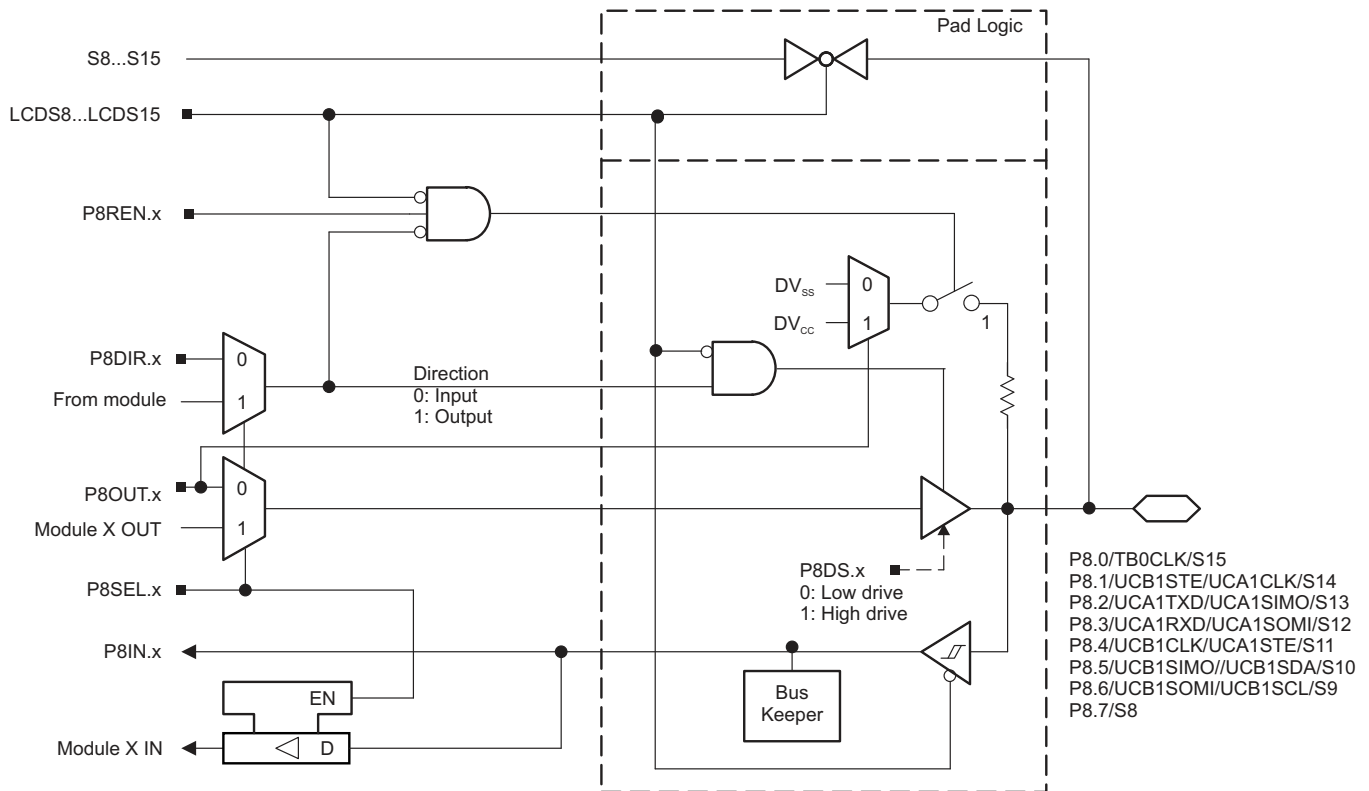 Pad Logic
S8...S15
LCDS8...LCDS15
P8REN.x
DVSS
0
DVCC
1
1
P8DIR.x
0
From module
1
Direction
0: Input
1: Output
P8OUT.x
0
Module X OUT
1
P8SEL.x
P8DS.x
0: Low drive
1: High drive
P8IN.x
Bus
Keeper
EN
Module X IN
D
P8.0/TB0CLK/S15
P8.1/UCB1STE/UCA1CLK/S14
P8.2/UCA1TXD/UCA1SIMO/S13
P8.3/UCA1RXD/UCA1SOMI/S12
P8.4/UCB1CLK/UCA1STE/S11
P8.5/UCB1SIMO//UCB1SDA/S10
P8.6/UCB1SOMI/UCB1SCL/S9
P8.7/S8